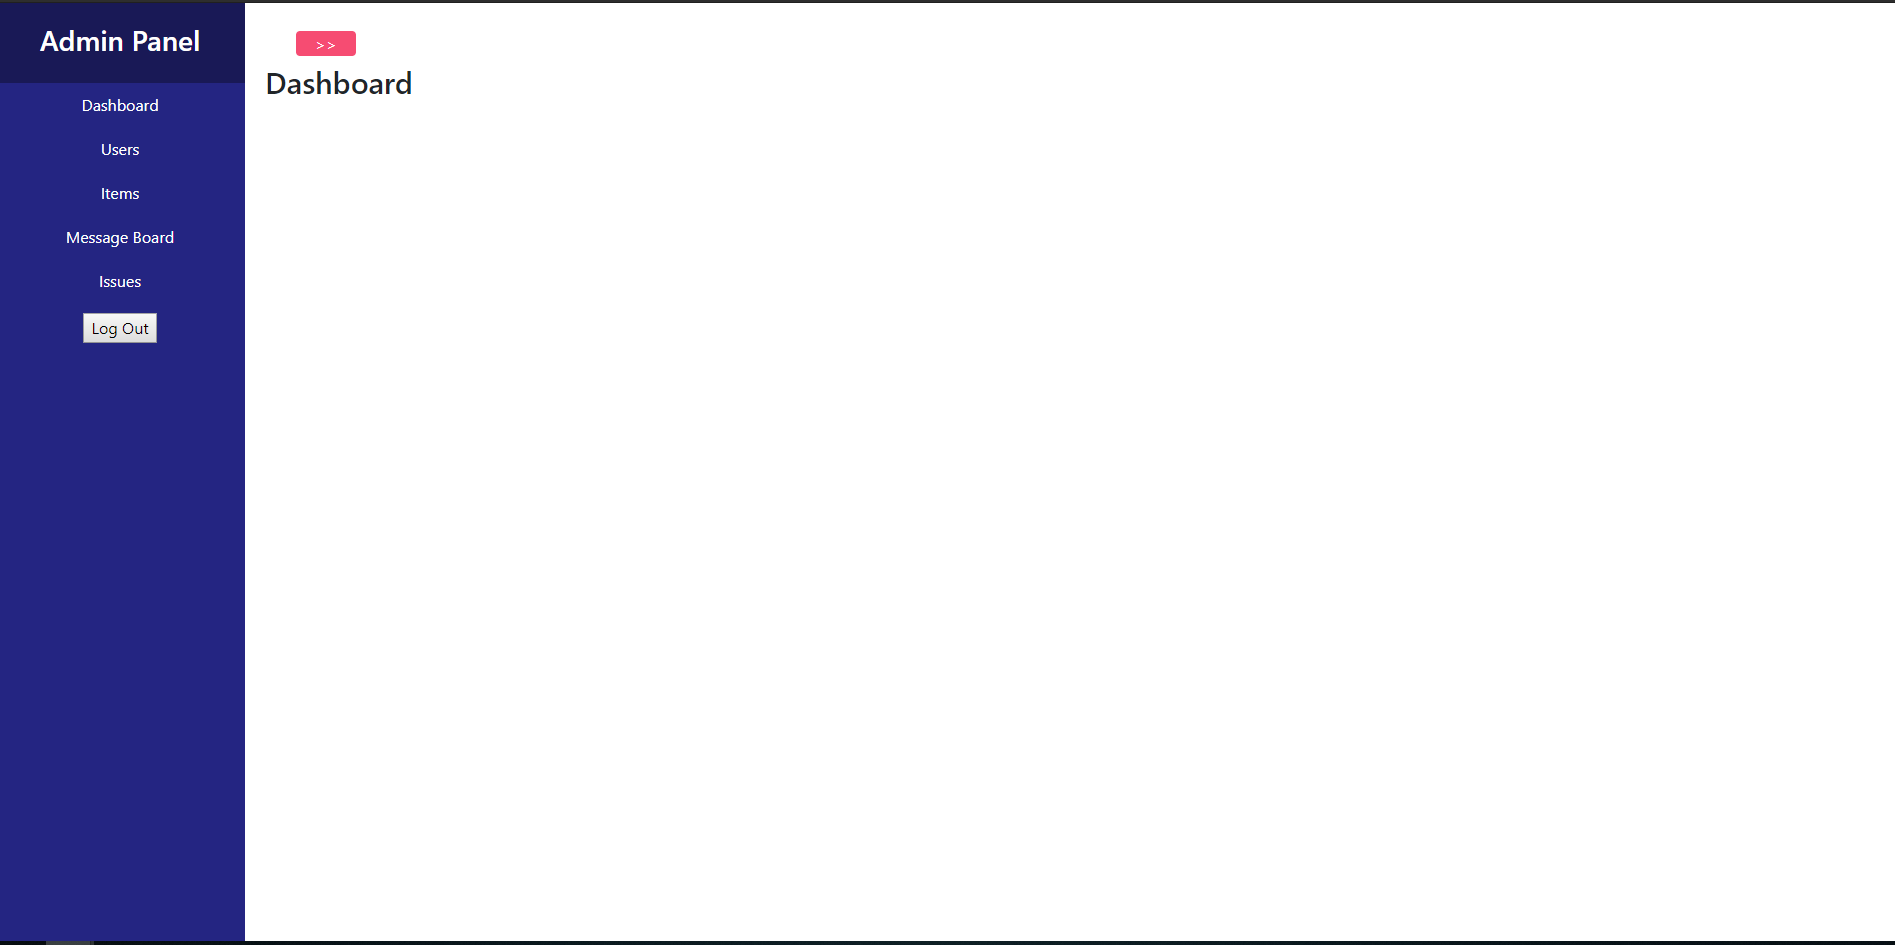 Admin Panel
Dashboard
Users
Items
Message Board
Issues
Log Out
>>
Dashboard